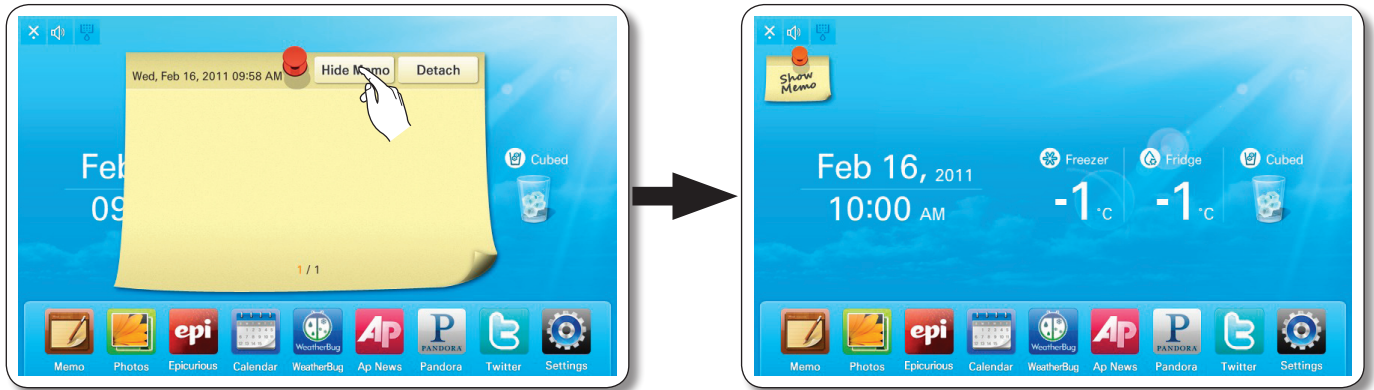 Wed, Feb 16, 2011 09:58 AM
Hide Memo
Detach
Feb
09
Cubed
1 / 1
epi
WeatherBug
AP
P
PANDORA
Memo
Photos
Epicurious
Calendar
WeatherBug
Ap News
Pandora
Twitter
Settings
Show
Memo
Feb 16, 2011
10:00 AM
Freezer
-1 °C
Fridge
-1 °C
Cubed
epi
WeatherBug
AP
P
PANDORA
Memo
Photos
Epicurious
Calendar
WeatherBug
Ap News
Pandora
Twitter
Settings